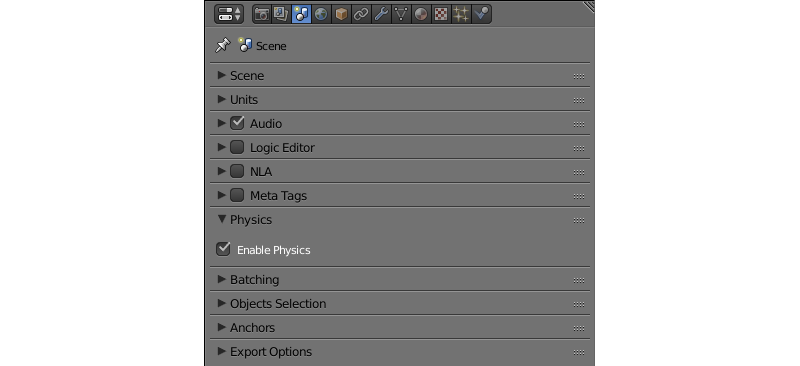 Scene
Scene
Units
Audio
Logic Editor
NLA
Meta Tags
Physics
Enable Physics
Batching
Objects Selection
Anchors
Export Options